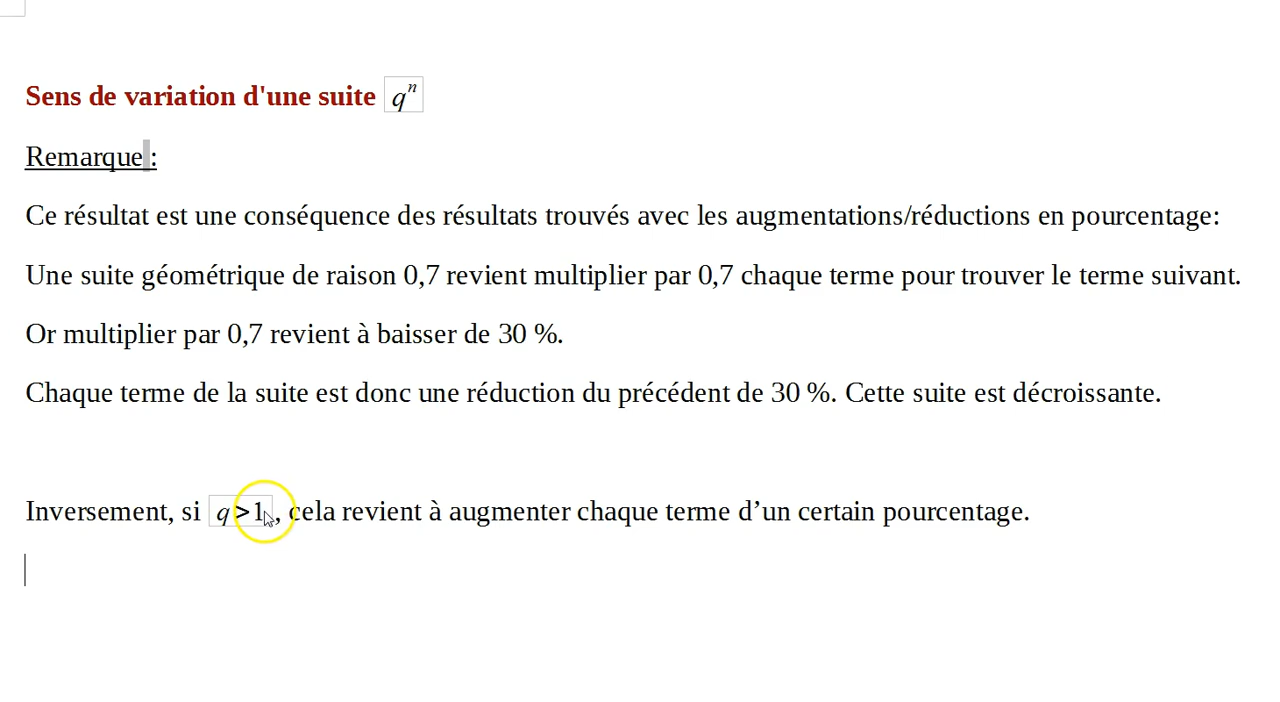 Sens de variation d'une suite qⁿ
Remarque :
Ce résultat est une conséquence des résultats trouvés avec les augmentations/réductions en pourcentage:
Une suite géométrique de raison 0,7 revient multiplier par 0,7 chaque terme pour trouver le terme suivant.
Or multiplier par 0,7 revient à baisser de 30 %.
Chaque terme de la suite est donc une réduction du précédent de 30 %. Cette suite est décroissante.
Inversement, si q>1, cela revient à augmenter chaque terme d’un certain pourcentage.